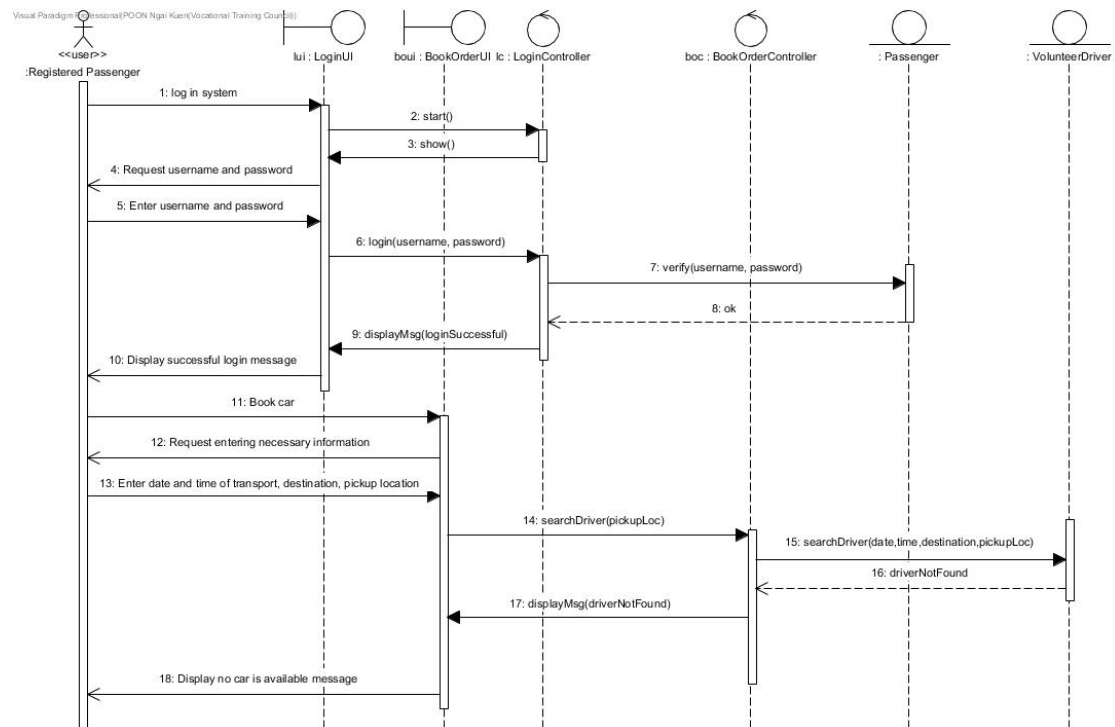 Visual Paradigm Professional(POON Ngai Kuen(Vocational Training Council))
<<user>>
:Registered Passenger
lui : LoginUI
boui : BookOrderUI
lc : LoginController
boc : BookOrderController
: Passenger
: VolunteerDriver
1: log in system
2: start()
3: show()
4: Request username and password
5: Enter username and password
6: login(username, password)
7: verify(username, password)
8: ok
9: displayMsg(loginSuccessful)
10: Display successful login message
11: Book car
12: Request entering necessary information
13: Enter date and time of transport, destination, pickup location
14: searchDriver(pickupLoc)
15: searchDriver(date,time,destination,pickupLoc)
16: driverNotFound
17: displayMsg(driverNotFound)
18: Display no car is available message